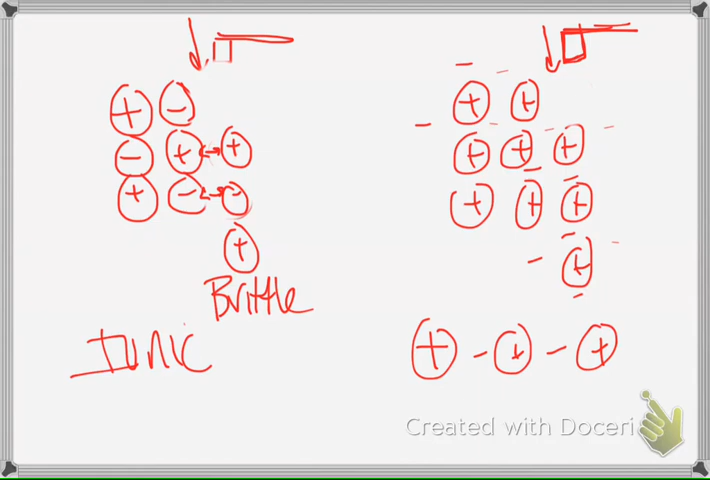 + -
- + ↔ +
+ - ↔ -
+
Brittle
Ionic
- -
+ +
- - - -
+ + +
- -
+ + +
- -
- +
-
+ - + - +
Created with Doceri